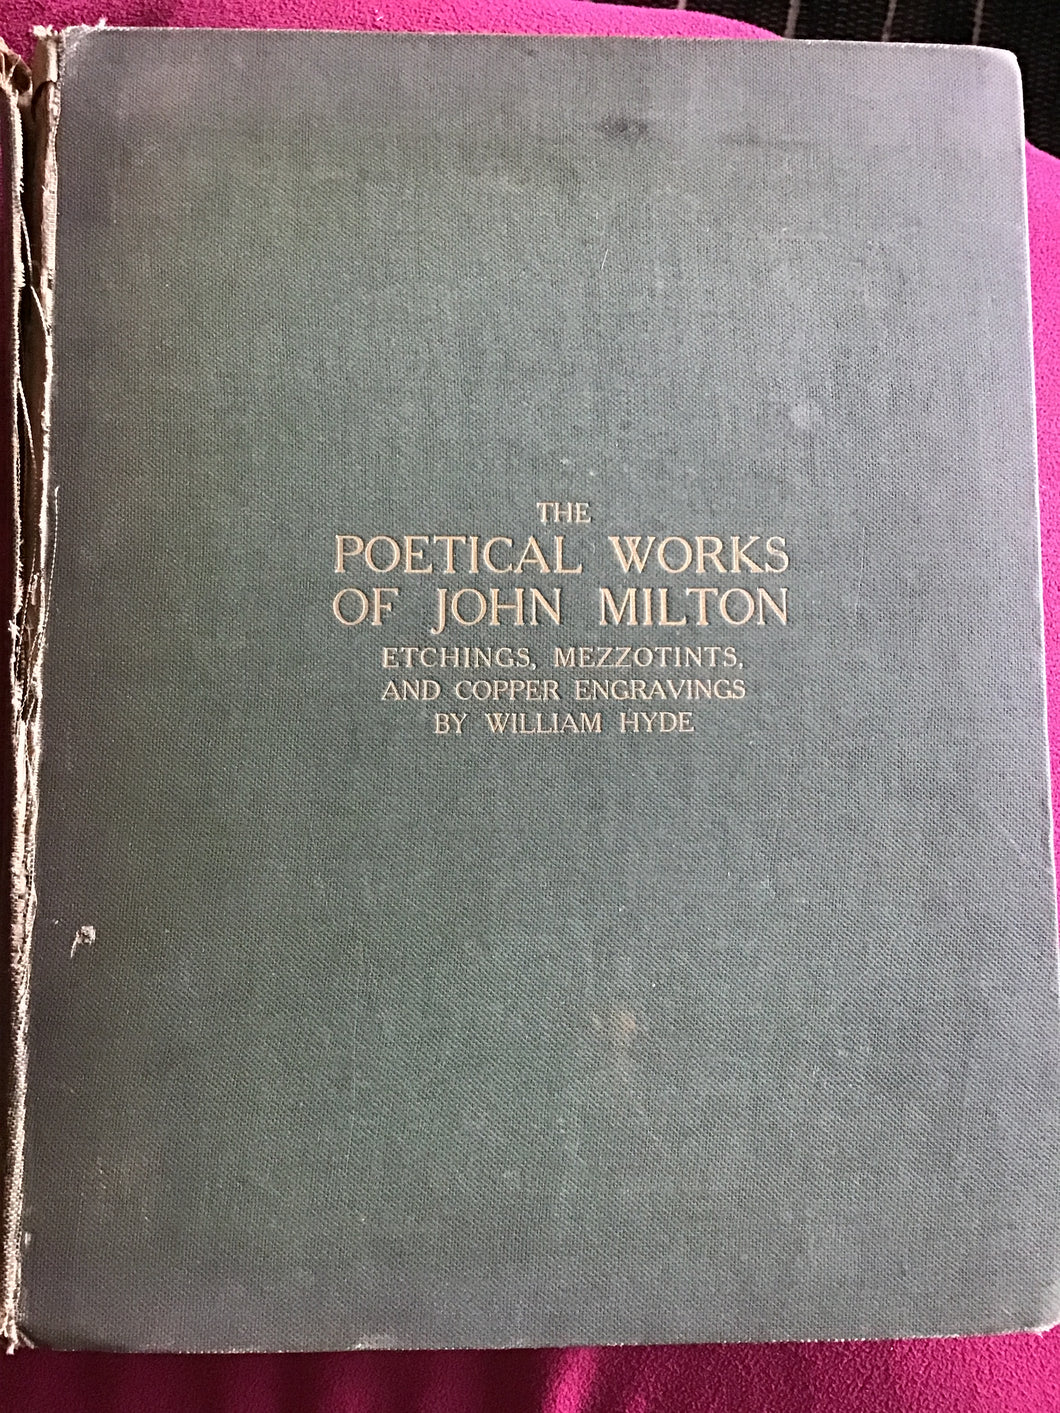 THE
POETICAL WORKS
OF JOHN MILTON
ETCHINGS, MEZZOTINTS,
AND COPPER ENGRAVINGS
BY WILLIAM HYDE